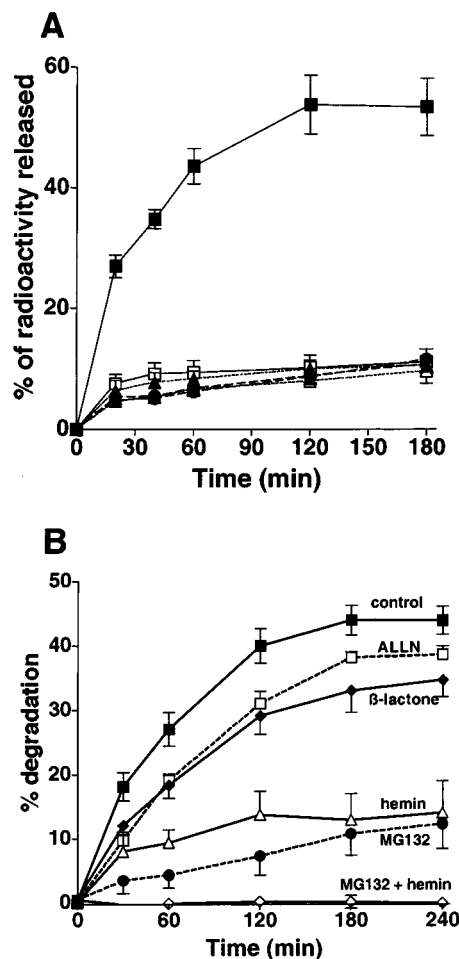 A
% of radioactivity released
60
40
20
0
0 30 60 90 120 150 180
Time (min)
B
% degradation
50
40
30
20
10
0
control
ALLN
ß-lactone
hemin
MG132
MG132 + hemin
0 60 120 180 240
Time (min)